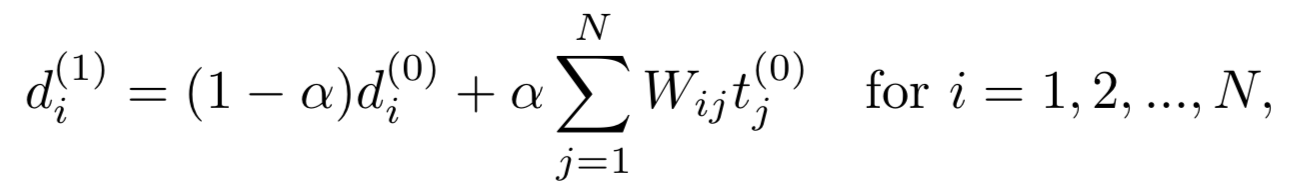 d_i^{(1)} = (1 − α)d_i^{(0)} + α ∑_{j=1}^{N} W_{ij} t_j^{(0)} for i = 1, 2, ..., N,